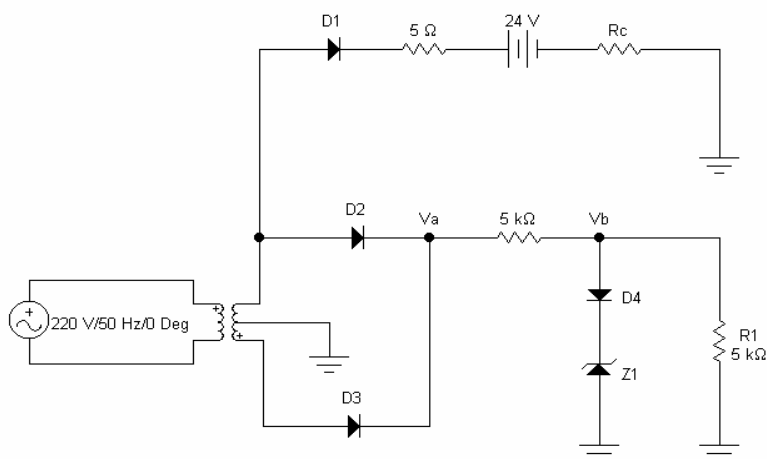 D1
5 Ω
24 V
Rc
D2
Va
5 kΩ
Vb
D4
+
220 V/50 Hz/0 Deg
+
+
R1
5 kΩ
Z1
D3